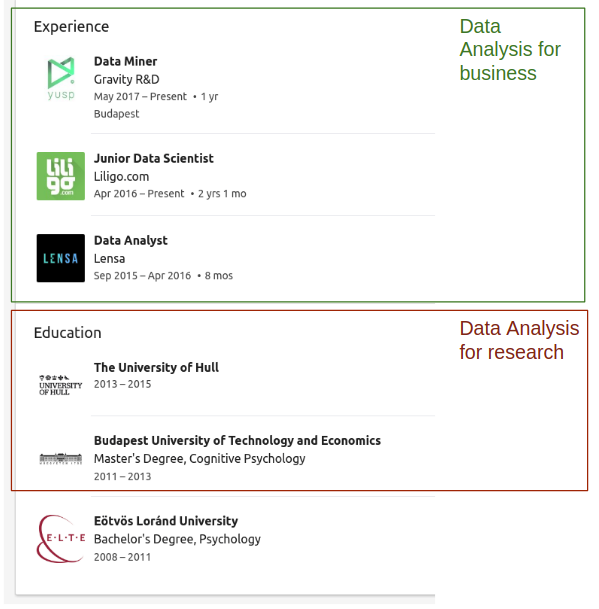 Experience
Data
Analysis for
business
yusp
Data Miner
Gravity R&D
May 2017 – Present • 1 yr
Budapest
LiLi
go
.com
Junior Data Scientist
Liligo.com
Apr 2016 – Present • 2 yrs 1 mo
LENSA
Data Analyst
Lensa
Sep 2015 – Apr 2016 • 8 mos
Education
Data Analysis
for research
UNIVERSITY
OF HULL
The University of Hull
2013 – 2015
Budapest University of Technology and Economics
Master's Degree, Cognitive Psychology
2011 – 2013
E·L·T·E
Eötvös Loránd University
Bachelor's Degree, Psychology
2008 – 2011